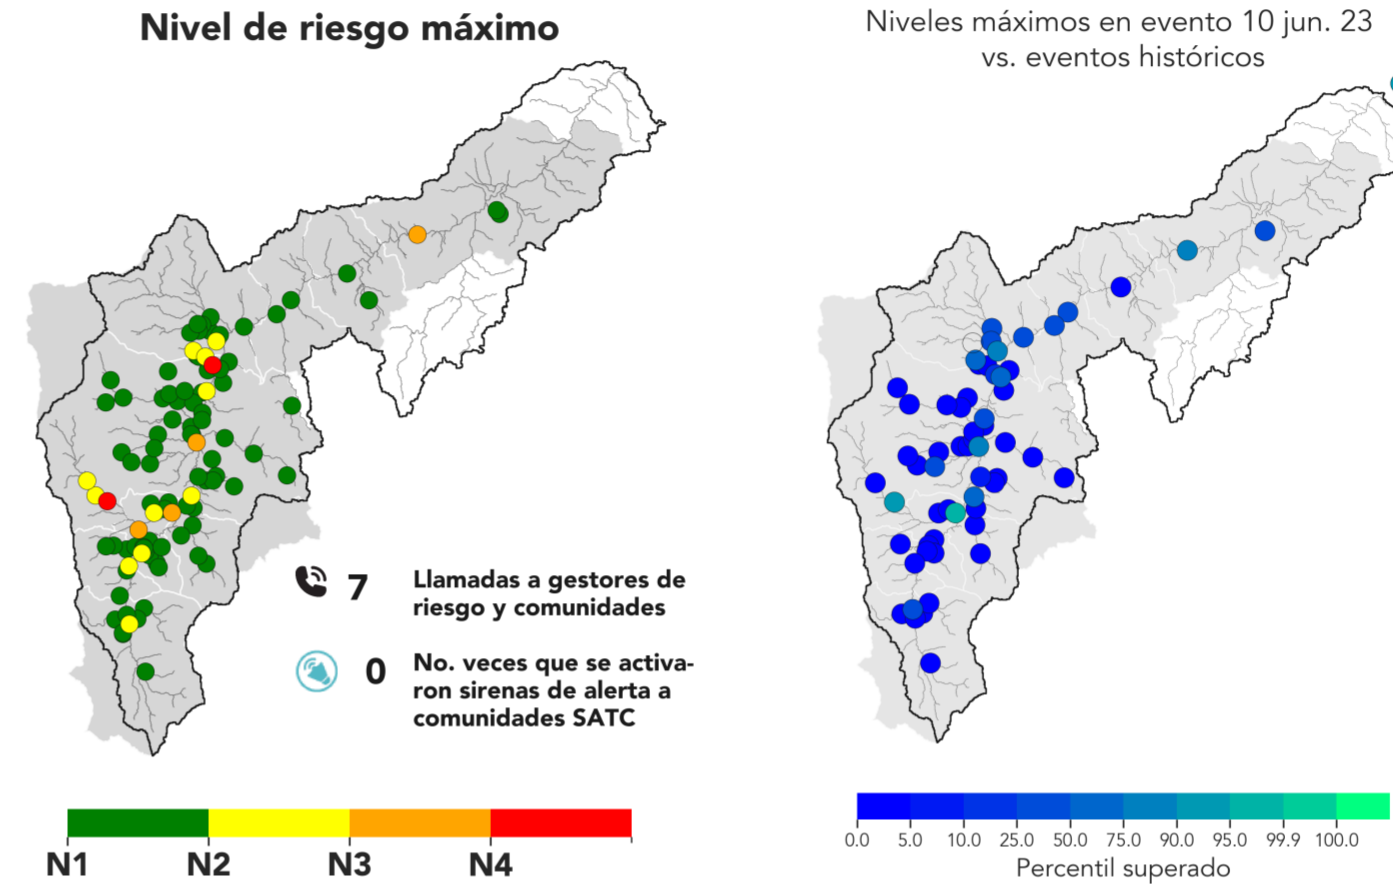 Nivel de riesgo máximo
7
Llamadas a gestores de
riesgo y comunidades
0
No. veces que se activa-
ron sirenas de alerta a
comunidades SATC
N1 N2 N3 N4
Niveles máximos en evento 10 jun. 23
vs. eventos históricos
0.0 5.0 10.0 25.0 50.0 75.0 90.0 95.0 99.9 100.0
Percentil superado